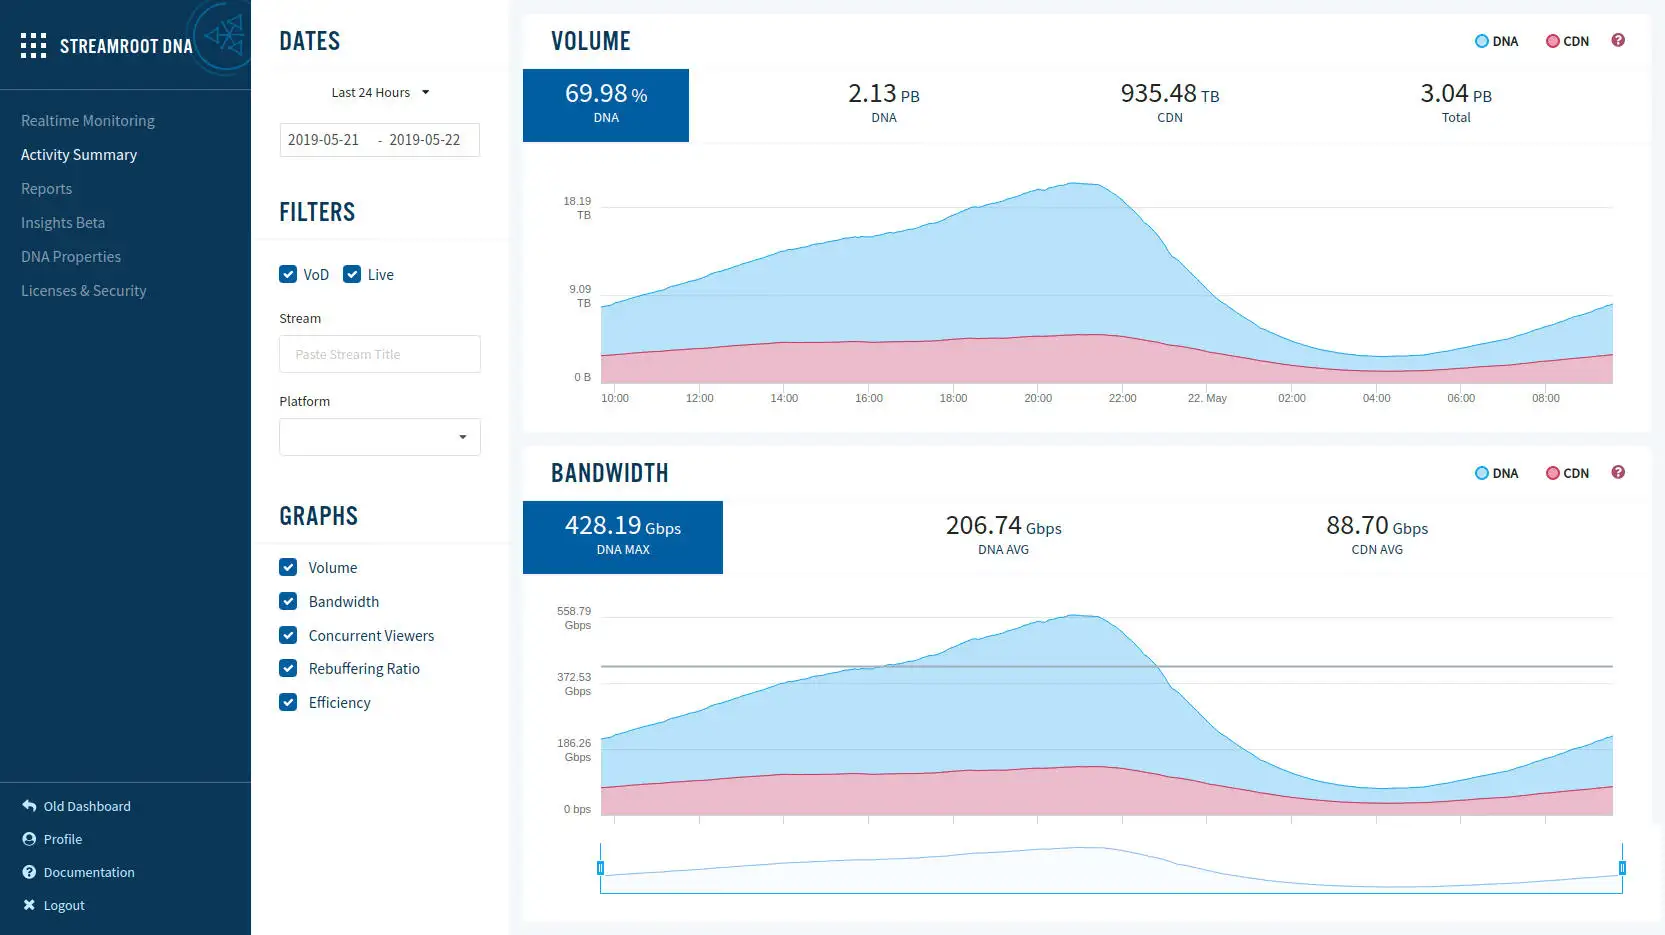 STREAMROOT DNA
Realtime Monitoring
Activity Summary
Reports
Insights Beta
DNA Properties
Licenses & Security
Old Dashboard
Profile
Documentation
Logout
DATES
Last 24 Hours
2019-05-21 - 2019-05-22
FILTERS
VoD Live
Stream
Paste Stream Title
Platform
GRAPHS
Volume
Bandwidth
Concurrent Viewers
Rebuffering Ratio
Efficiency
VOLUME
DNA CDN ?
69.98 % 2.13 PB 935.48 TB 3.04 PB
DNA DNA CDN Total
18.19
TB
9.09
TB
0 B
10:00 12:00 14:00 16:00 18:00 20:00 22:00 22. May 02:00 04:00 06:00 08:00
BANDWIDTH
DNA CDN ?
428.19 Gbps 206.74 Gbps 88.70 Gbps
DNA MAX DNA AVG CDN AVG
558.79
Gbps
372.53
Gbps
186.26
Gbps
0 bps